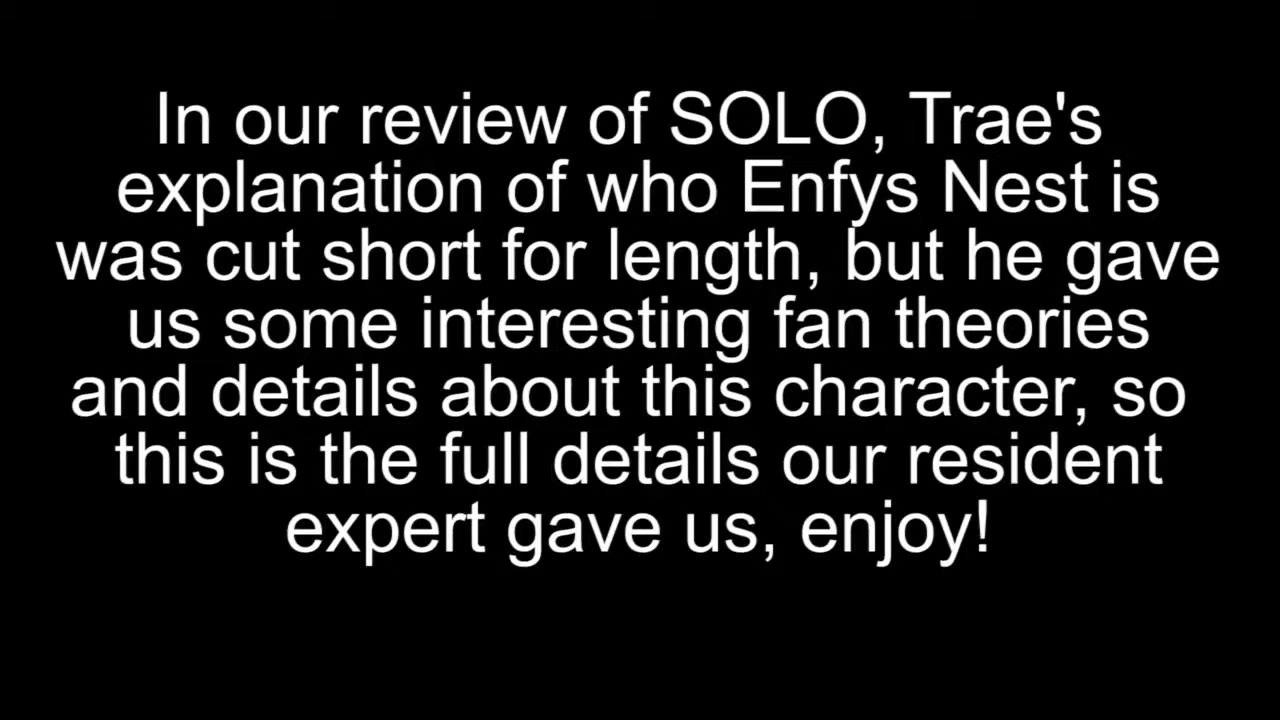 In our review of SOLO, Trae's
explanation of who Enfys Nest is
was cut short for length, but he gave
us some interesting fan theories
and details about this character, so
this is the full details our resident
expert gave us, enjoy!